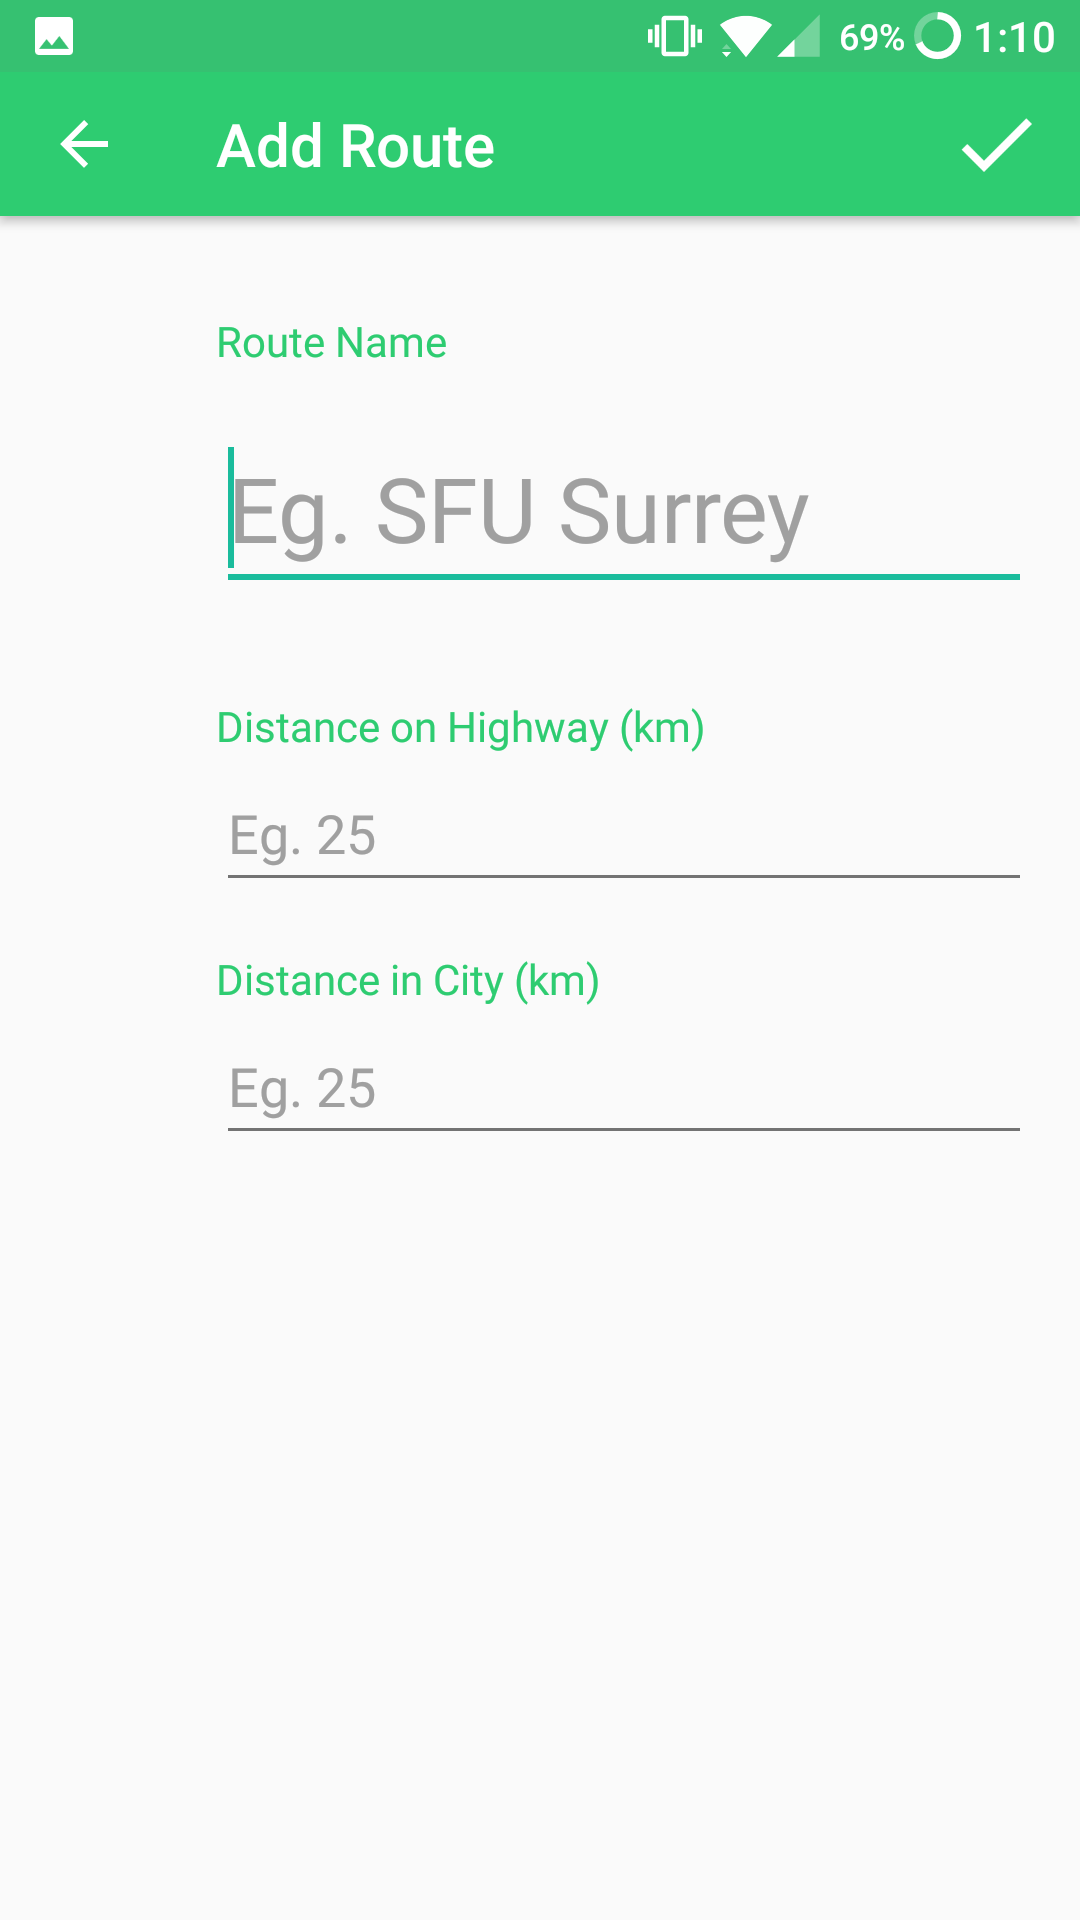 69% 1:10
Add Route
Route Name
Eg. SFU Surrey
Distance on Highway (km)
Eg. 25
Distance in City (km)
Eg. 25